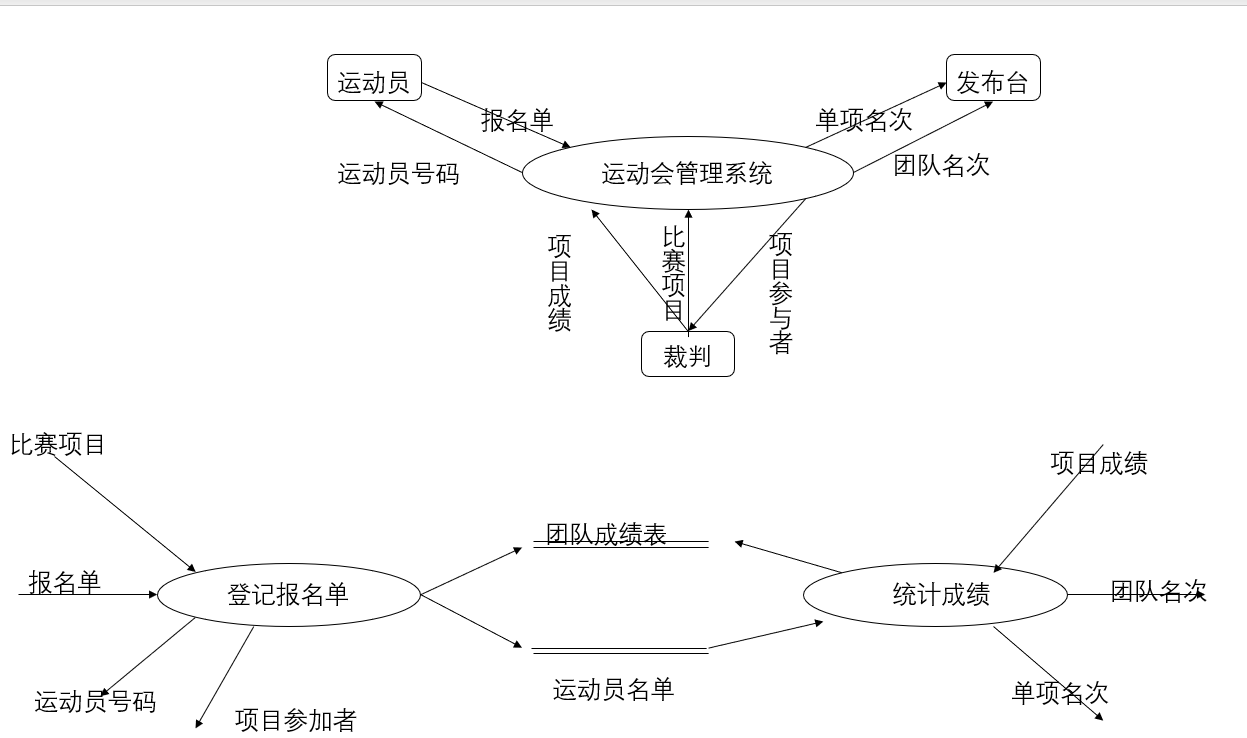 运动员
发布台
报名单
单项名次
运动员号码
运动会管理系统
团队名次
项目成绩
比赛项目
项目参与者
裁判
比赛项目
项目成绩
团队成绩表
报名单
登记报名单
统计成绩
团队名次
运动员号码
项目参加者
运动员名单
单项名次